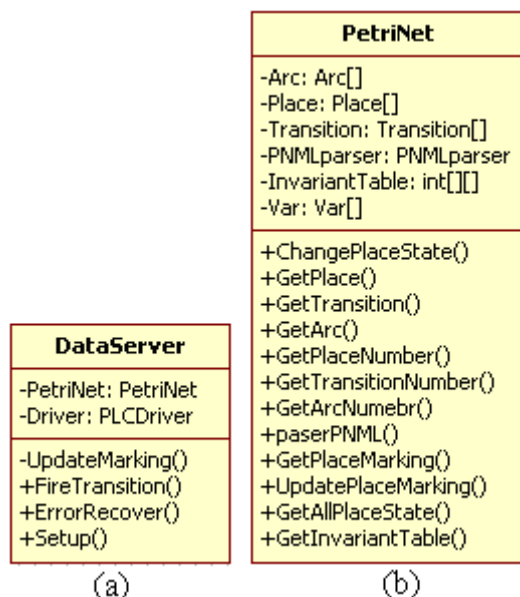 DataServer
-PetriNet: PetriNet
-Driver: PLCDriver
-UpdateMarking()
+FireTransition()
+ErrorRecover()
+Setup()
(a)
PetriNet
-Arc: Arc[]
-Place: Place[]
-Transition: Transition[]
-PNMLparser: PNMLparser
-InvariantTable: int[][]
-Var: Var[]
+ChangePlaceState()
+GetPlace()
+GetTransition()
+GetArc()
+GetPlaceNumber()
+GetTransitionNumber()
+GetArcNumebr()
+paserPNML()
+GetPlaceMarking()
+UpdatePlaceMarking()
+GetAllPlaceState()
+GetInvariantTable()
(b)